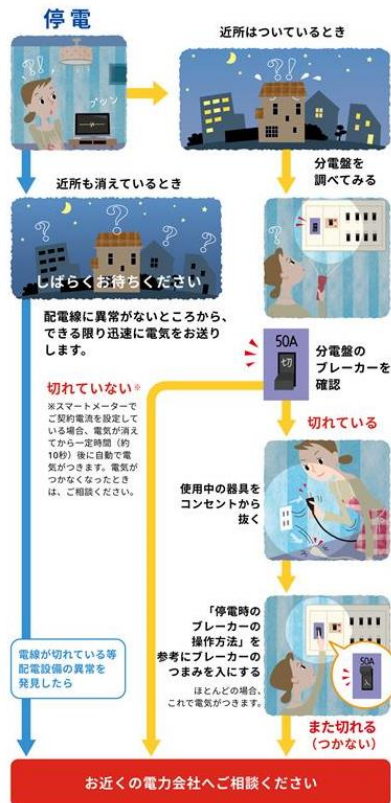 停電
近所はついているとき
プツン
近所も消えているとき
分電盤を
調べてみる
しばらくお待ちください
配電線に異常がないところから、
できる限り迅速に電気をお送り
します。
50A
切
分電盤の
ブレーカーを
確認
切れていない※
※スマートメーターで
ご契約電流を設定して
いる場合、電気が消え
てから一定時間(約
10秒)後に自動で電
気がつきます。電気が
つかなくなったとき
は、ご相談ください。
切れている
使用中の器具を
コンセントから
抜く
「停電時の
ブレーカーの
操作方法」を
参考にブレーカーの
つまみを入にする
ほとんどの場合、
これで電気がつきます。
入
電線が切れている等
配電設備の異常を
発見したら
また切れる
(つかない)
お近くの電力会社へご相談ください